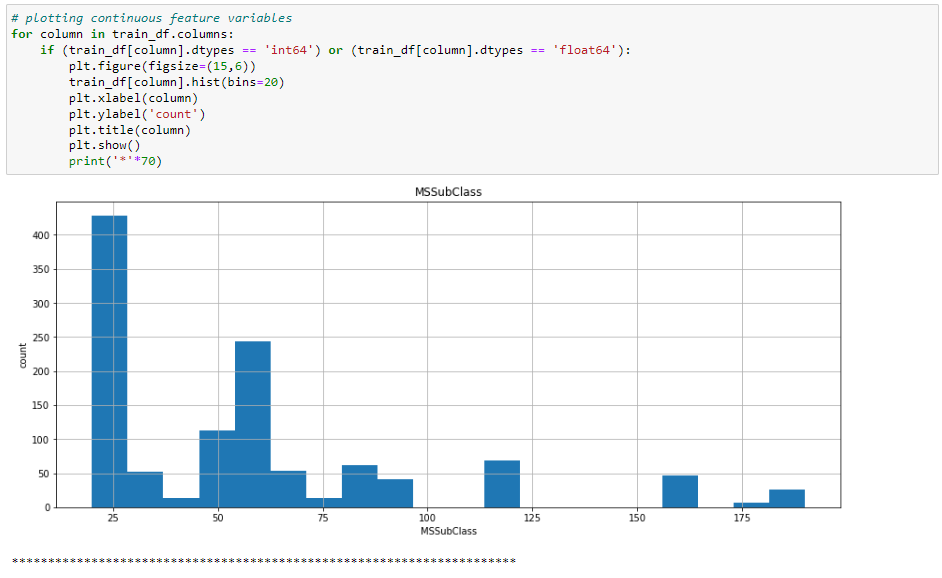 # plotting continuous feature variables
for column in train_df.columns:
    if (train_df[column].dtypes == 'int64') or (train_df[column].dtypes == 'float64'):
        plt.figure(figsize=(15,6))
        train_df[column].hist(bins=20)
        plt.xlabel(column)
        plt.ylabel('count')
        plt.title(column)
        plt.show()
        print('*'*70)
MSSubClass
400
350
300
250
200
150
100
50
0
count
25 50 75 100 125 150 175
MSSubClass
**********************************************************************